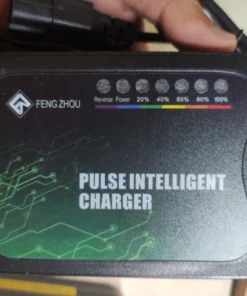 FENG ZHOU
Reverse Power 20% 40% 60% 80% 100%
PULSE INTELLIGENT
CHARGER